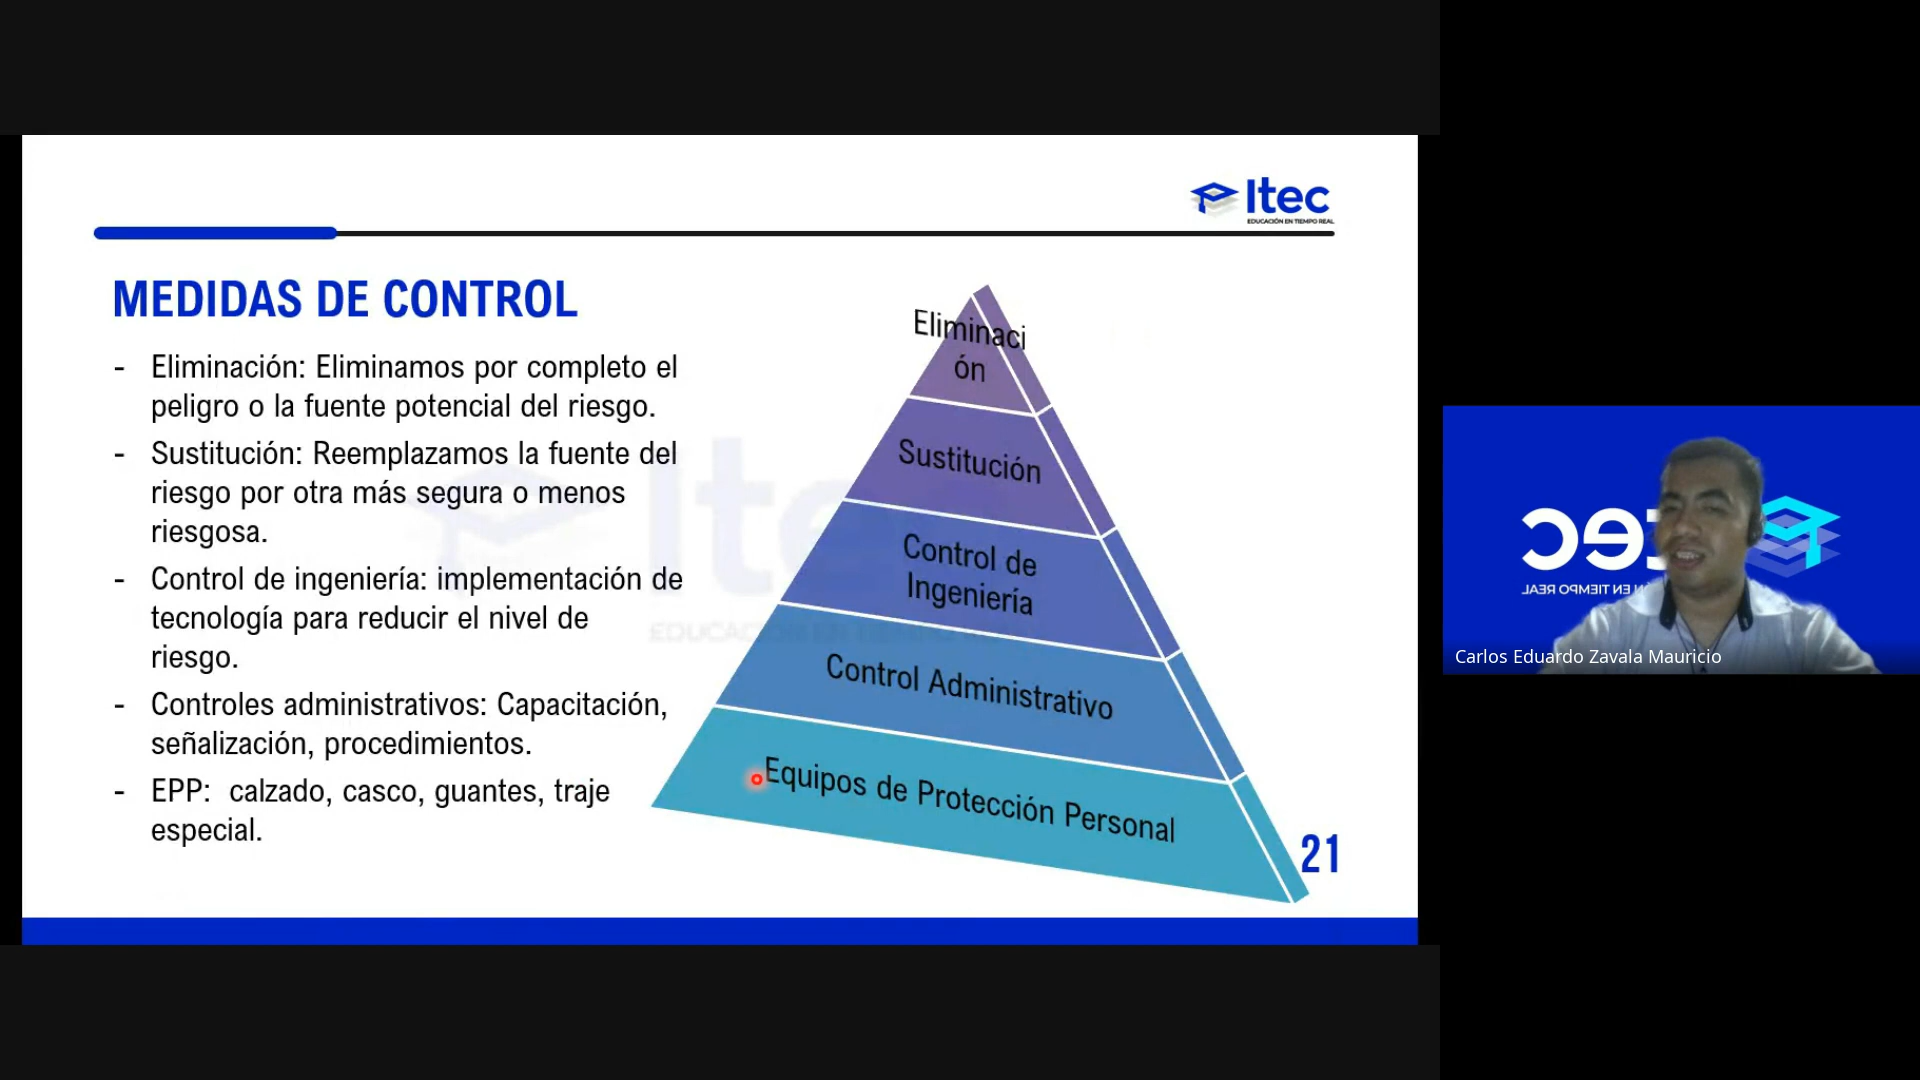 Itec
EDUCACIÓN EN TIEMPO REAL
MEDIDAS DE CONTROL
- Eliminación: Eliminamos por completo el
peligro o la fuente potencial del riesgo.
- Sustitución: Reemplazamos la fuente del
riesgo por otra más segura o menos
riesgosa.
- Control de ingeniería: implementación de
tecnología para reducir el nivel de
riesgo.
- Controles administrativos: Capacitación,
señalización, procedimientos.
- EPP: calzado, casco, guantes, traje
especial.
Eliminaci
ón
Sustitución
Control de
Ingeniería
Control Administrativo
Equipos de Protección Personal
21
Carlos Eduardo Zavala Mauricio